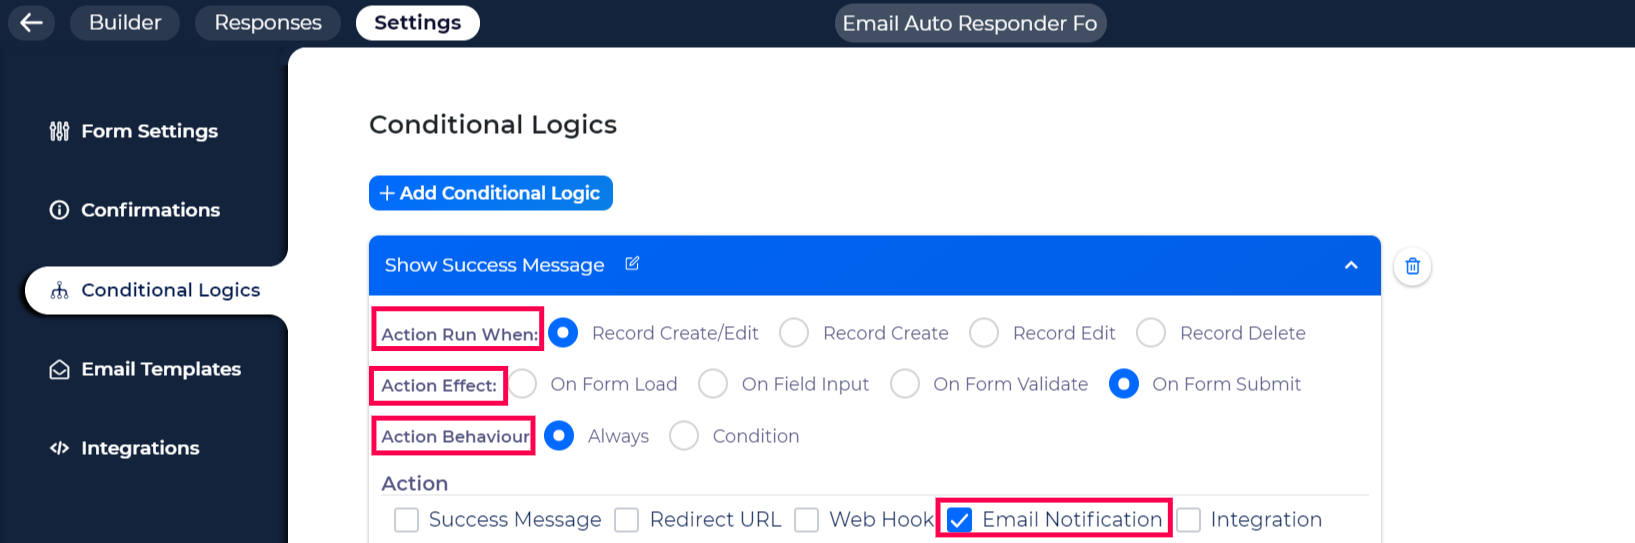 Builder Responses Settings Email Auto Responder Fo
Form Settings
Confirmations
Conditional Logics
Email Templates
Integrations
Conditional Logics
+ Add Conditional Logic
Show Success Message
Action Run When: Record Create/Edit Record Create Record Edit Record Delete
Action Effect: On Form Load On Field Input On Form Validate On Form Submit
Action Behaviour Always Condition
Action
Success Message Redirect URL Web Hook Email Notification Integration